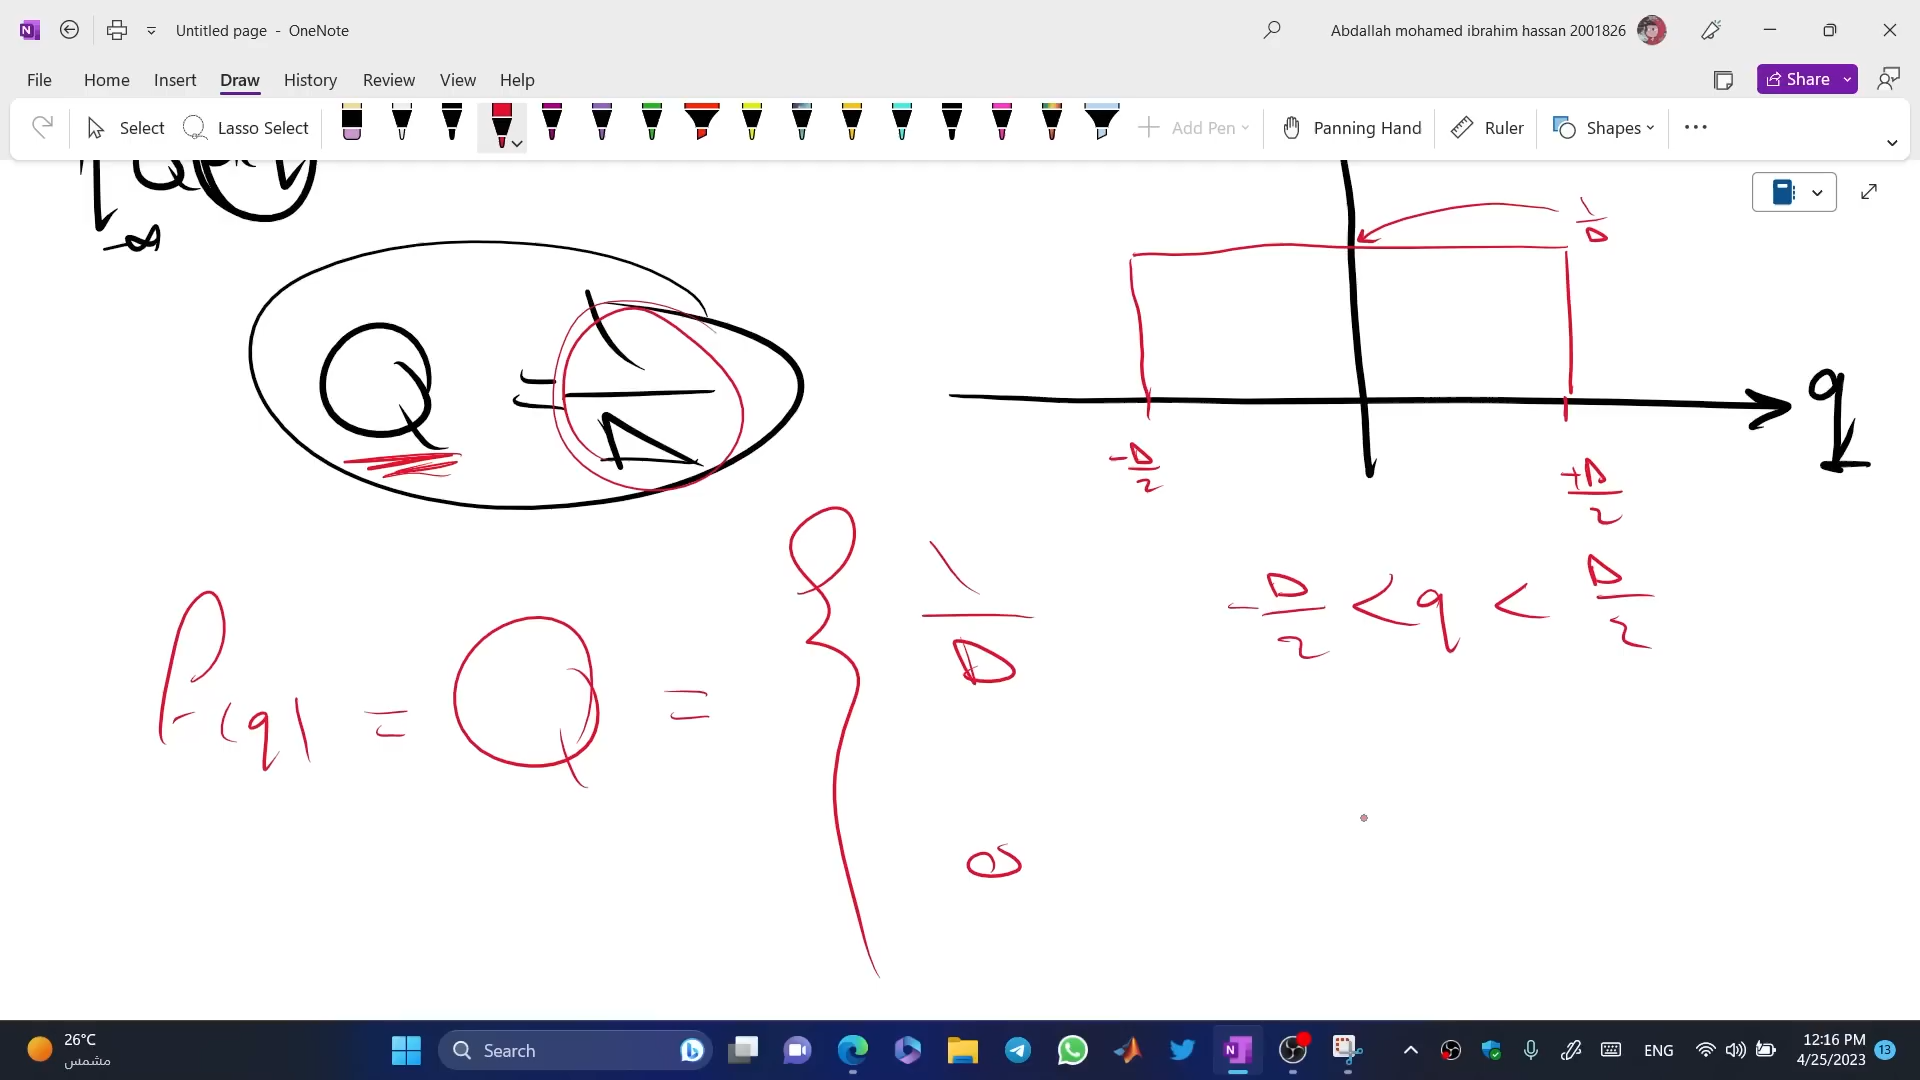 Untitled page - OneNote
Abdallah mohamed ibrahim hassan 2001826
File Home Insert Draw History Review View Help
Share
Select Lasso Select Add Pen Panning Hand Ruler Shapes
-∞
1/Δ
Q = 1/Δ
q
-Δ/2
+Δ/2
f(q) = Q = { 1/Δ -Δ/2 < q < Δ/2
0
26°C
مشمس
Search
ENG
12:16 PM
4/25/2023
13